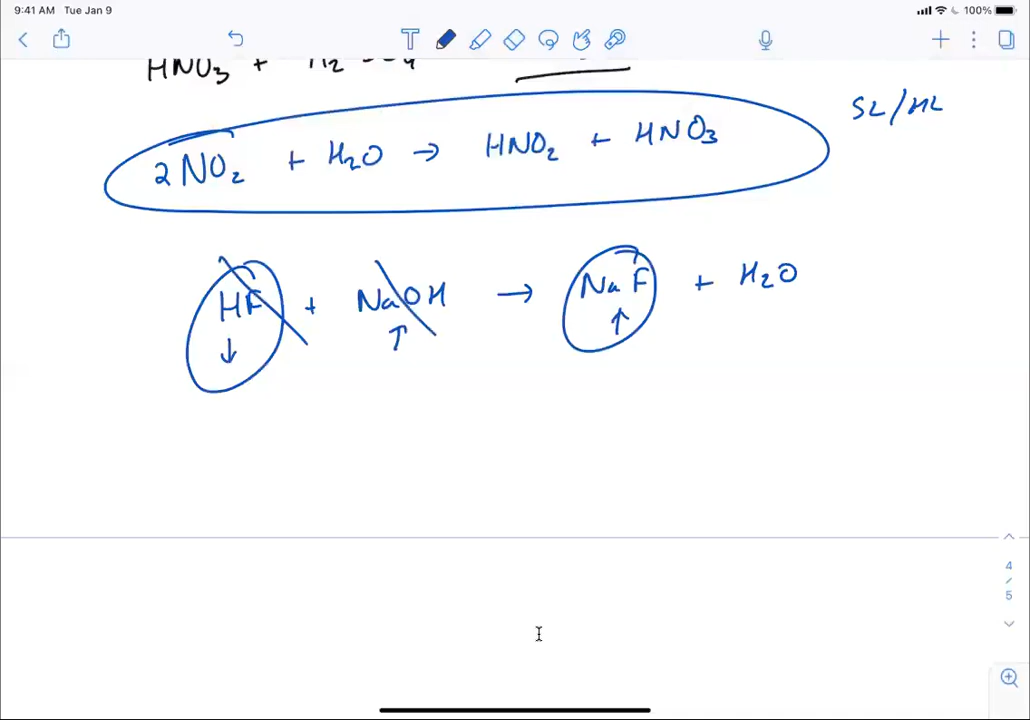 9:41 AM Tue Jan 9
100%
HNO3 +
SL/HL
2NO2 + H2O → HNO2 + HNO3
HF + NaOH → NaF + H2O
4
/
5